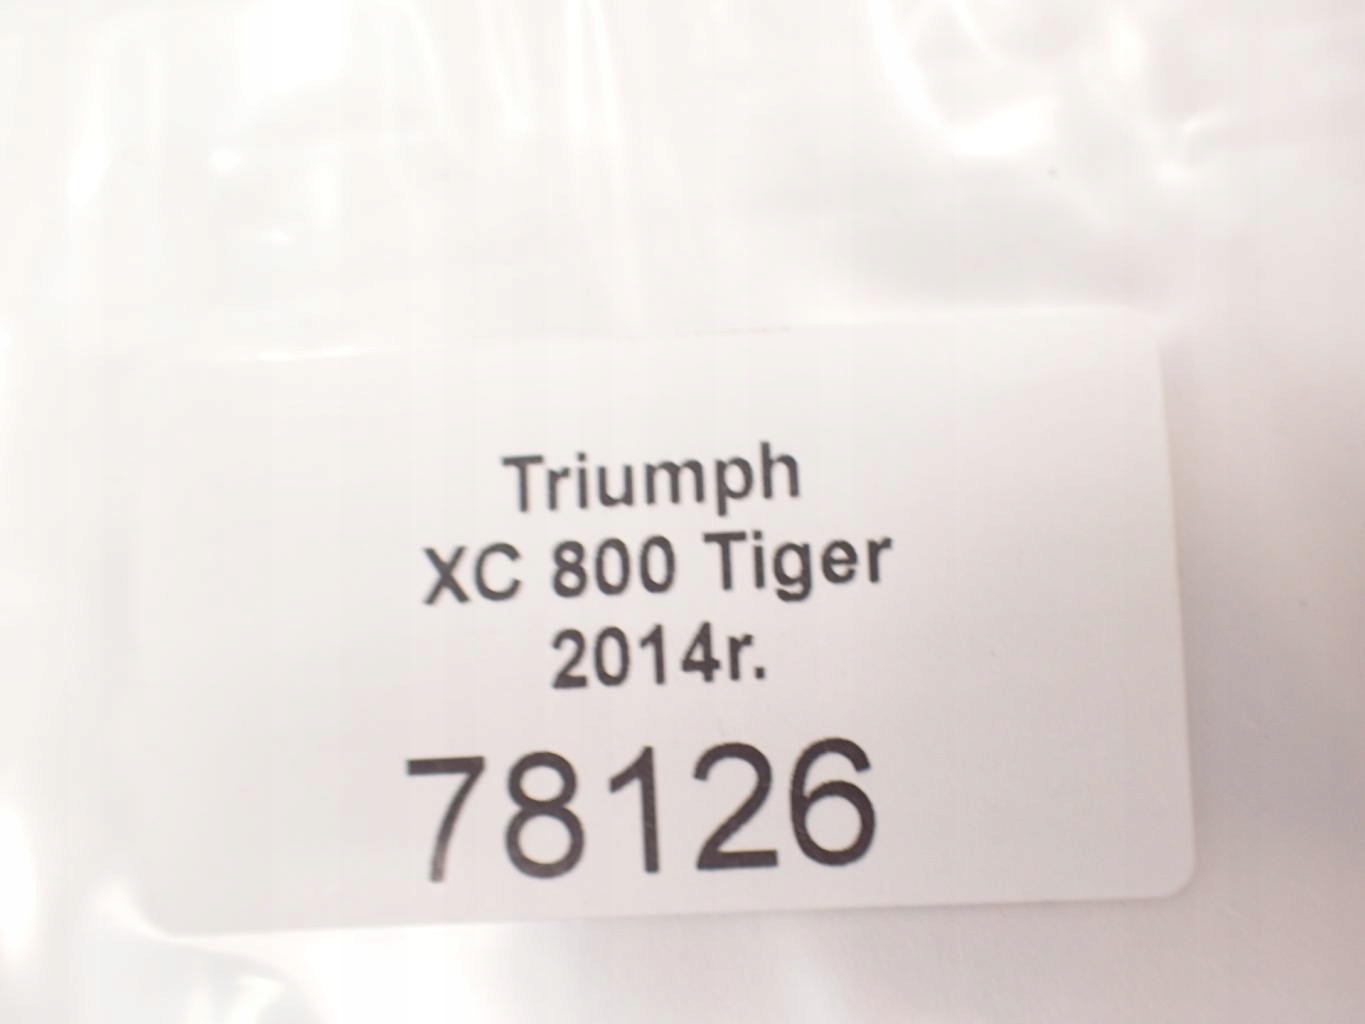 Triumph
XC 800 Tiger
2014r.
78126